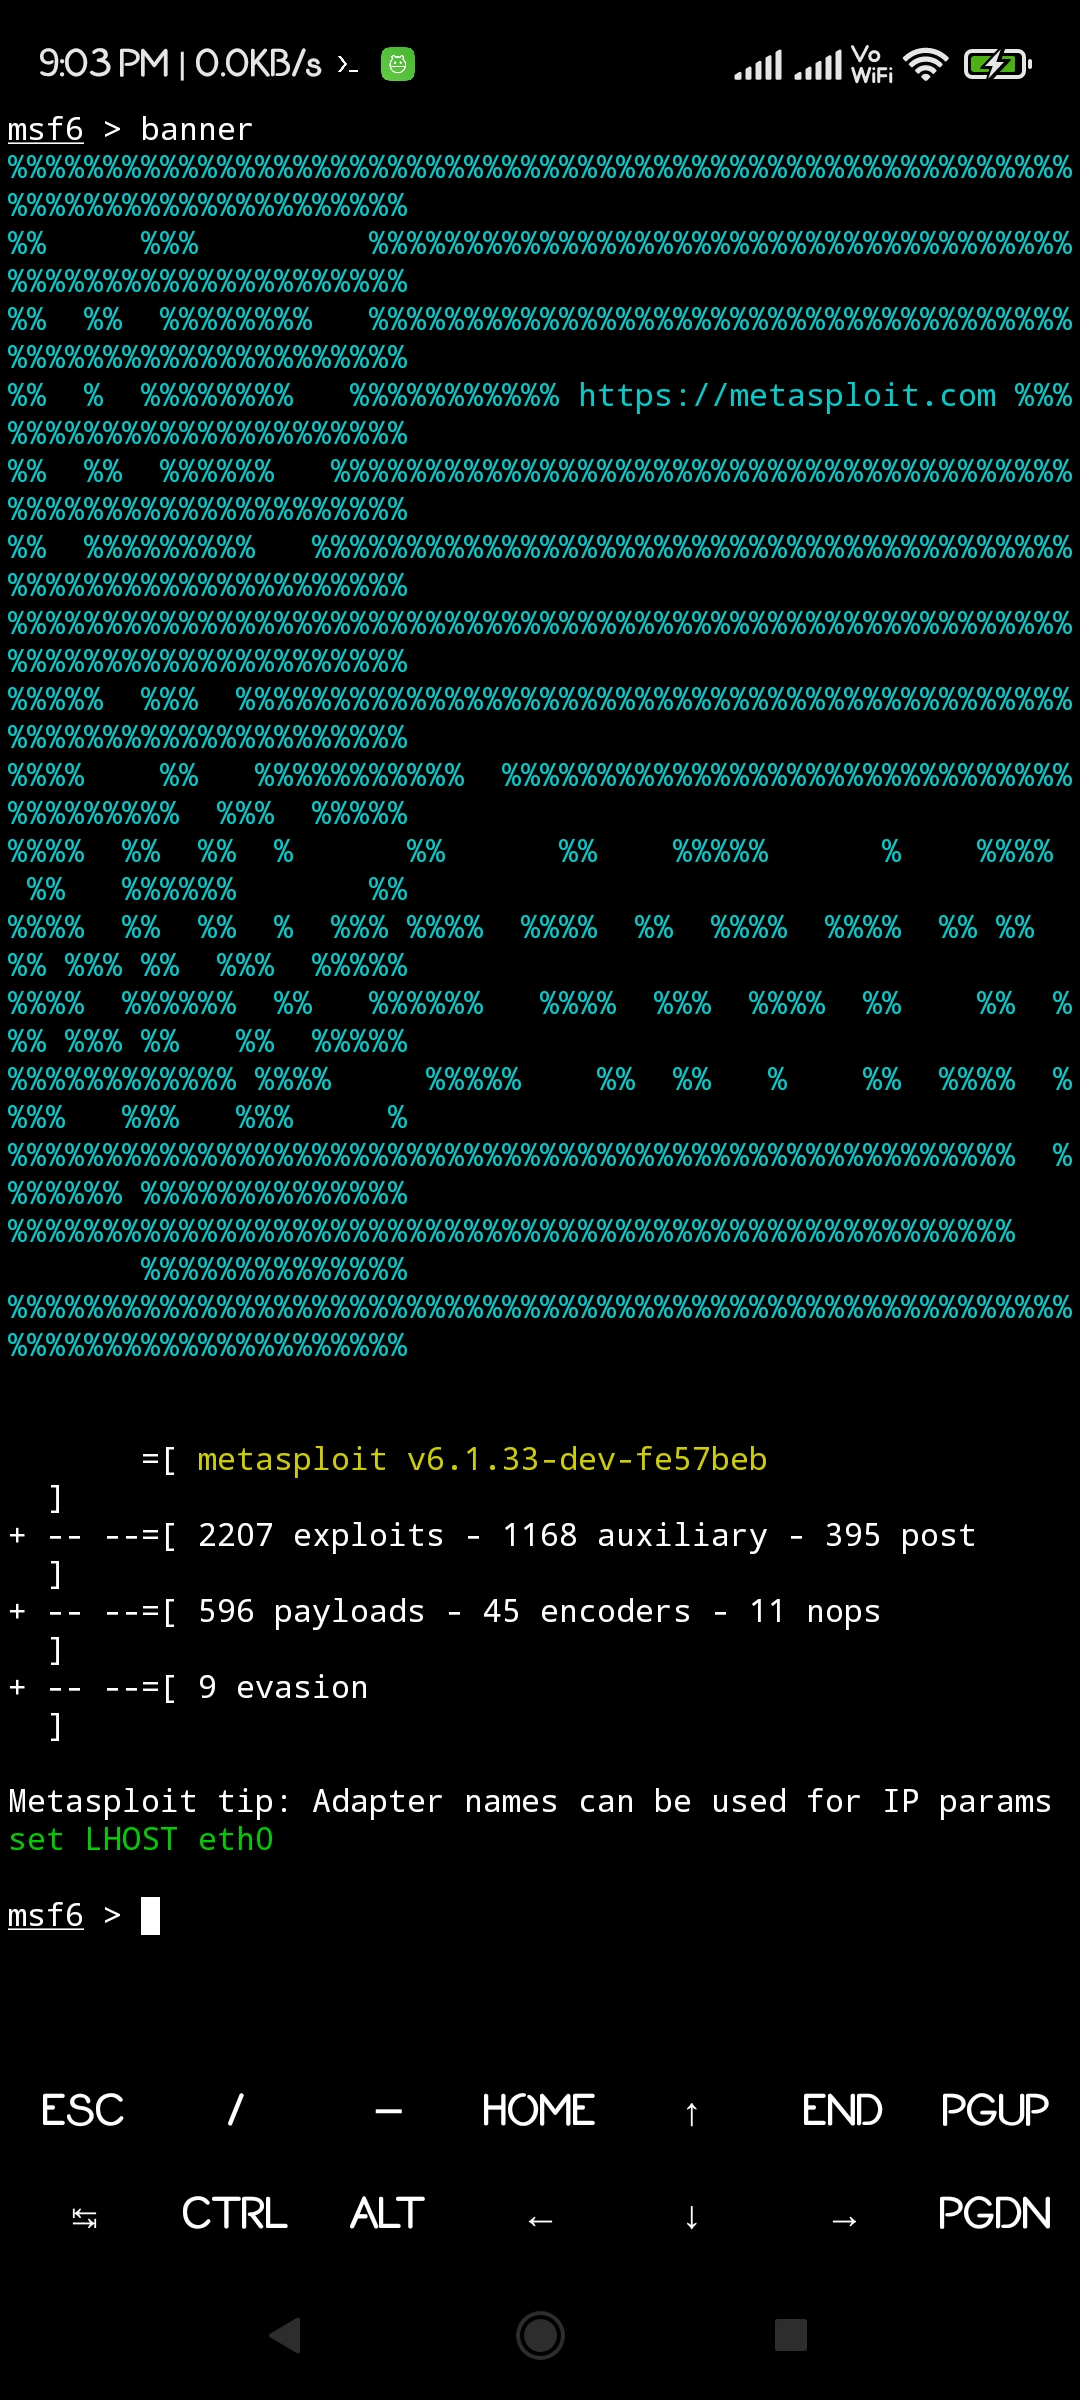 9:03 PM | 0.0KB/s
Vo
WiFi
msf6 > banner
%%%%%%%%%%%%%%%%%%%%%%%%%%%%%%%%%%%%%%%%%%%%%%%%%%%%%%%%
%%%%%%%%%%%%%%%%%%%%%
%%     %%%         %%%%%%%%%%%%%%%%%%%%%%%%%%%%%%%%%%%%%
%%%%%%%%%%%%%%%%%%%%%
%%  %%  %%%%%%%%   %%%%%%%%%%%%%%%%%%%%%%%%%%%%%%%%%%%%%
%%%%%%%%%%%%%%%%%%%%%
%%  %  %%%%%%%%   %%%%%%%%%%% https://metasploit.com %%%
%%%%%%%%%%%%%%%%%%%%%
%%  %%  %%%%%%   %%%%%%%%%%%%%%%%%%%%%%%%%%%%%%%%%%%%%%%
%%%%%%%%%%%%%%%%%%%%%
%%  %%%%%%%%%   %%%%%%%%%%%%%%%%%%%%%%%%%%%%%%%%%%%%%%%%
%%%%%%%%%%%%%%%%%%%%%
%%%%%%%%%%%%%%%%%%%%%%%%%%%%%%%%%%%%%%%%%%%%%%%%%%%%%%%%
%%%%%%%%%%%%%%%%%%%%%
%%%%%  %%%  %%%%%%%%%%%%%%%%%%%%%%%%%%%%%%%%%%%%%%%%%%%%
%%%%%%%%%%%%%%%%%%%%%
%%%%    %%   %%%%%%%%%%%  %%%%%%%%%%%%%%%%%%%%%%%%%%%%%%
%%%%%%%%%  %%%  %%%%%
%%%%  %%  %%  %      %%      %%    %%%%%      %    %%%%
 %%   %%%%%%       %%
%%%%  %%  %%  %  %%% %%%%  %%%%  %%  %%%%  %%%%  %% %%
%% %%% %%  %%%  %%%%%
%%%%  %%%%%%  %%   %%%%%%   %%%%  %%%  %%%%  %%    %%  %
%% %%% %%   %%  %%%%%
%%%%%%%%%%%% %%%%     %%%%%    %%  %%   %    %%  %%%%  %
%%%   %%%   %%%     %
%%%%%%%%%%%%%%%%%%%%%%%%%%%%%%%%%%%%%%%%%%%%%%%%%%%%%  %
%%%%%% %%%%%%%%%%%%%%
%%%%%%%%%%%%%%%%%%%%%%%%%%%%%%%%%%%%%%%%%%%%%%%%%%%%%
       %%%%%%%%%%%%%%
%%%%%%%%%%%%%%%%%%%%%%%%%%%%%%%%%%%%%%%%%%%%%%%%%%%%%%%%
%%%%%%%%%%%%%%%%%%%%%
       =[ metasploit v6.1.33-dev-fe57beb
  ]
+ -- --=[ 2207 exploits - 1168 auxiliary - 395 post
  ]
+ -- --=[ 596 payloads - 45 encoders - 11 nops
  ]
+ -- --=[ 9 evasion
  ]
Metasploit tip: Adapter names can be used for IP params
set LHOST eth0
msf6 >
ESC / — HOME ↑ END PGUP
↹ CTRL ALT ← ↓ → PGDN